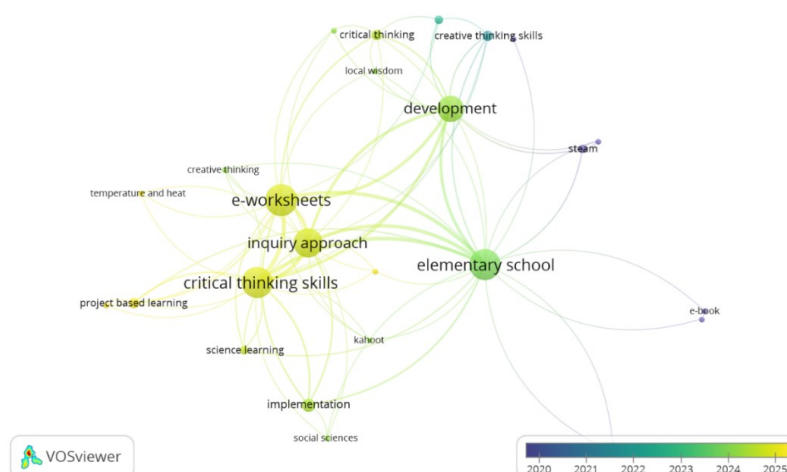 critical thinking
creative thinking skills
local wisdom
development
steam
creative thinking
temperature and heat
e-worksheets
inquiry approach
elementary school
critical thinking skills
project based learning
e-book
science learning
kahoot
implementation
social sciences
VOSviewer
2020 2021 2022 2023 2024 2025